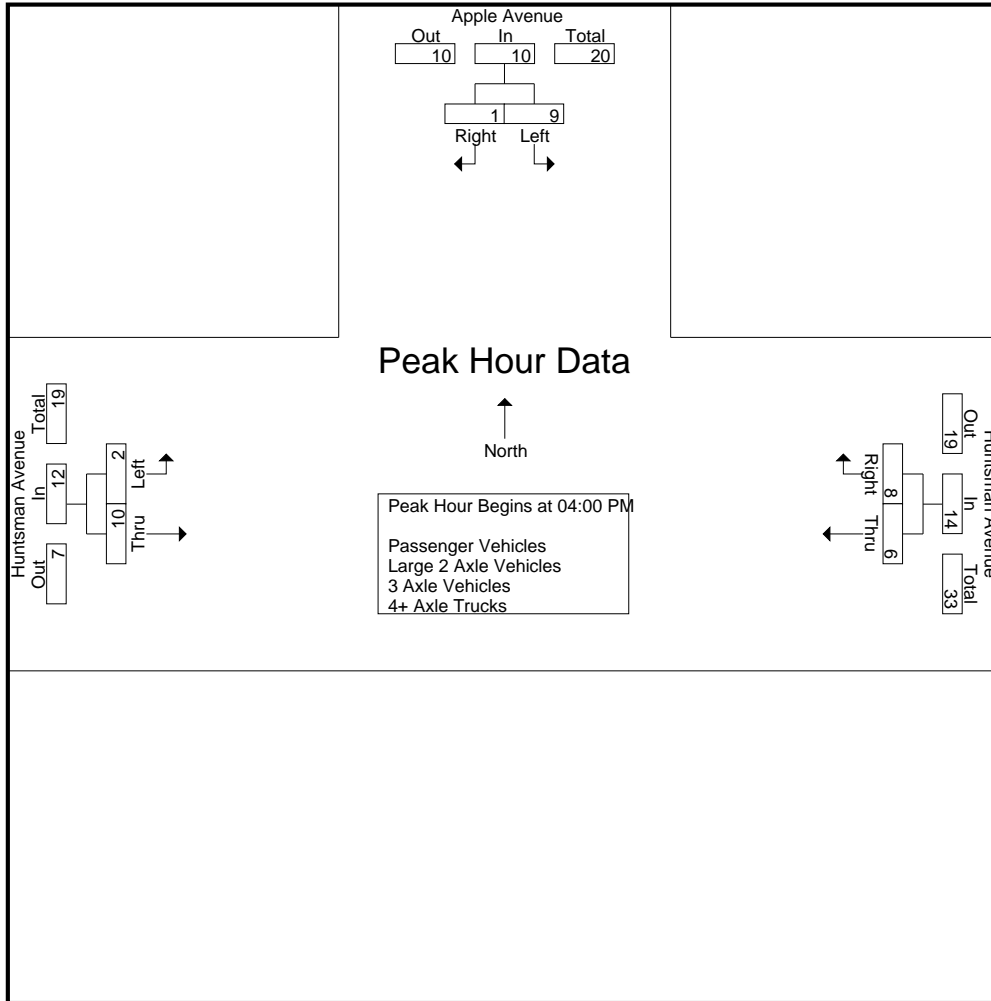 Apple Avenue
Out In Total
10 10 20
1 9
Right Left
Peak Hour Data
North
Peak Hour Begins at 04:00 PM
Passenger Vehicles
Large 2 Axle Vehicles
3 Axle Vehicles
4+ Axle Trucks
Huntsman Avenue
Out In Total
7 12 19
10 2
Thru Left
Huntsman Avenue
Out In Total
19 14 33
Right Thru
8 6